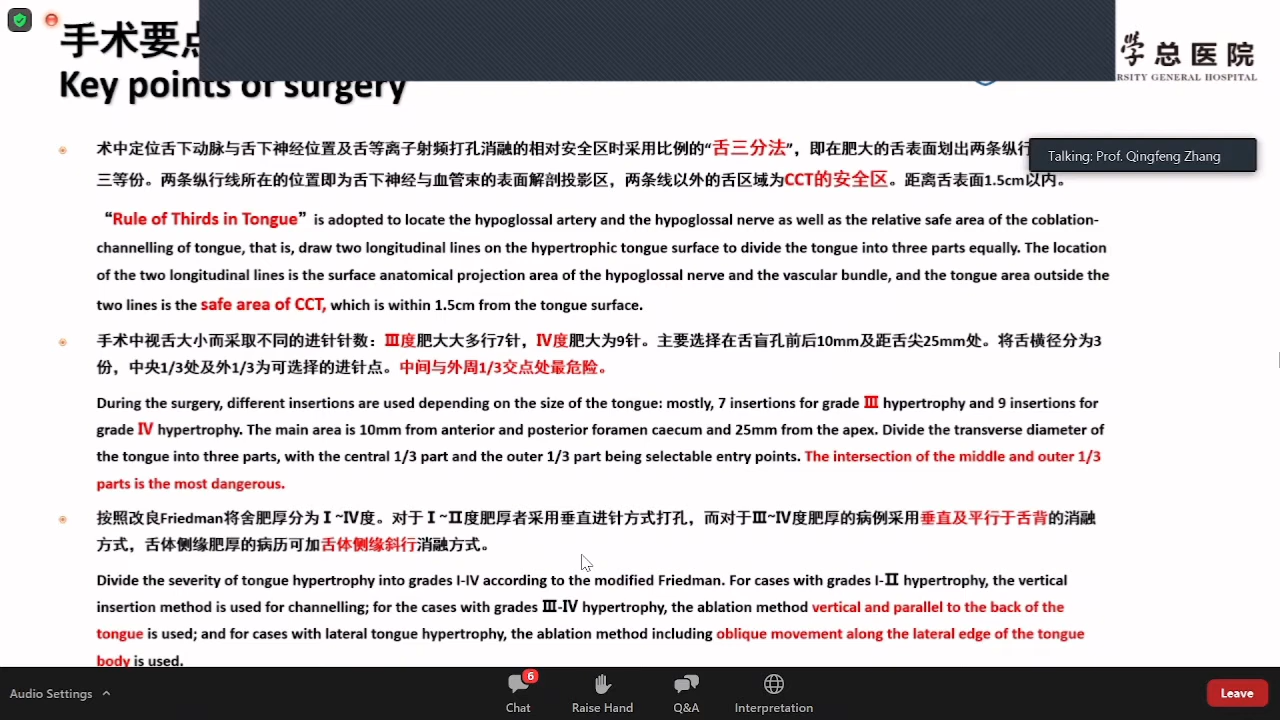 手术要点
Key points of surgery
学总医院
RSITY GENERAL HOSPITAL
术中定位舌下动脉与舌下神经位置及舌等离子射频打孔消融的相对安全区时采用比例的“舌三分法”，即在肥大的舌表面划出两条纵行
Talking: Prof. Qingfeng Zhang
三等份。两条纵行线所在的位置即为舌下神经与血管束的表面解剖投影区，两条线以外的舌区域为CCT的安全区。距离舌表面1.5cm以内。
“Rule of Thirds in Tongue” is adopted to locate the hypoglossal artery and the hypoglossal nerve as well as the relative safe area of the coblation-
channelling of tongue, that is, draw two longitudinal lines on the hypertrophic tongue surface to divide the tongue into three parts equally. The location
of the two longitudinal lines is the surface anatomical projection area of the hypoglossal nerve and the vascular bundle, and the tongue area outside the
two lines is the safe area of CCT, which is within 1.5cm from the tongue surface.
手术中视舌大小而采取不同的进针针数：Ⅲ度肥大大多行7针，Ⅳ度肥大为9针。主要选择在舌盲孔前后10mm及距舌尖25mm处。将舌横径分为3
份，中央1/3处及外1/3为可选择的进针点。中间与外周1/3交点处最危险。
During the surgery, different insertions are used depending on the size of the tongue: mostly, 7 insertions for grade Ⅲ hypertrophy and 9 insertions for
grade Ⅳ hypertrophy. The main area is 10mm from anterior and posterior foramen caecum and 25mm from the apex. Divide the transverse diameter of
the tongue into three parts, with the central 1/3 part and the outer 1/3 part being selectable entry points. The intersection of the middle and outer 1/3
parts is the most dangerous.
按照改良Friedman将舍肥厚分为Ⅰ~Ⅳ度。对于Ⅰ~Ⅱ度肥厚者采用垂直进针方式打孔，而对于Ⅲ~Ⅳ度肥厚的病例采用垂直及平行于舌背的消融
方式，舌体侧缘肥厚的病历可加舌体侧缘斜行消融方式。
Divide the severity of tongue hypertrophy into grades I-IV according to the modified Friedman. For cases with grades I-Ⅱ hypertrophy, the vertical
insertion method is used for channelling; for the cases with grades Ⅲ-Ⅳ hypertrophy, the ablation method vertical and parallel to the back of the
tongue is used; and for cases with lateral tongue hypertrophy, the ablation method including oblique movement along the lateral edge of the tongue
body is used.
Audio Settings
6
Chat
Raise Hand
Q&A
Interpretation
Leave